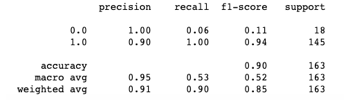 precision recall f1-score support
0.0 1.00 0.06 0.11 18
1.0 0.90 1.00 0.94 145
accuracy 0.90 163
macro avg 0.95 0.53 0.52 163
weighted avg 0.91 0.90 0.85 163